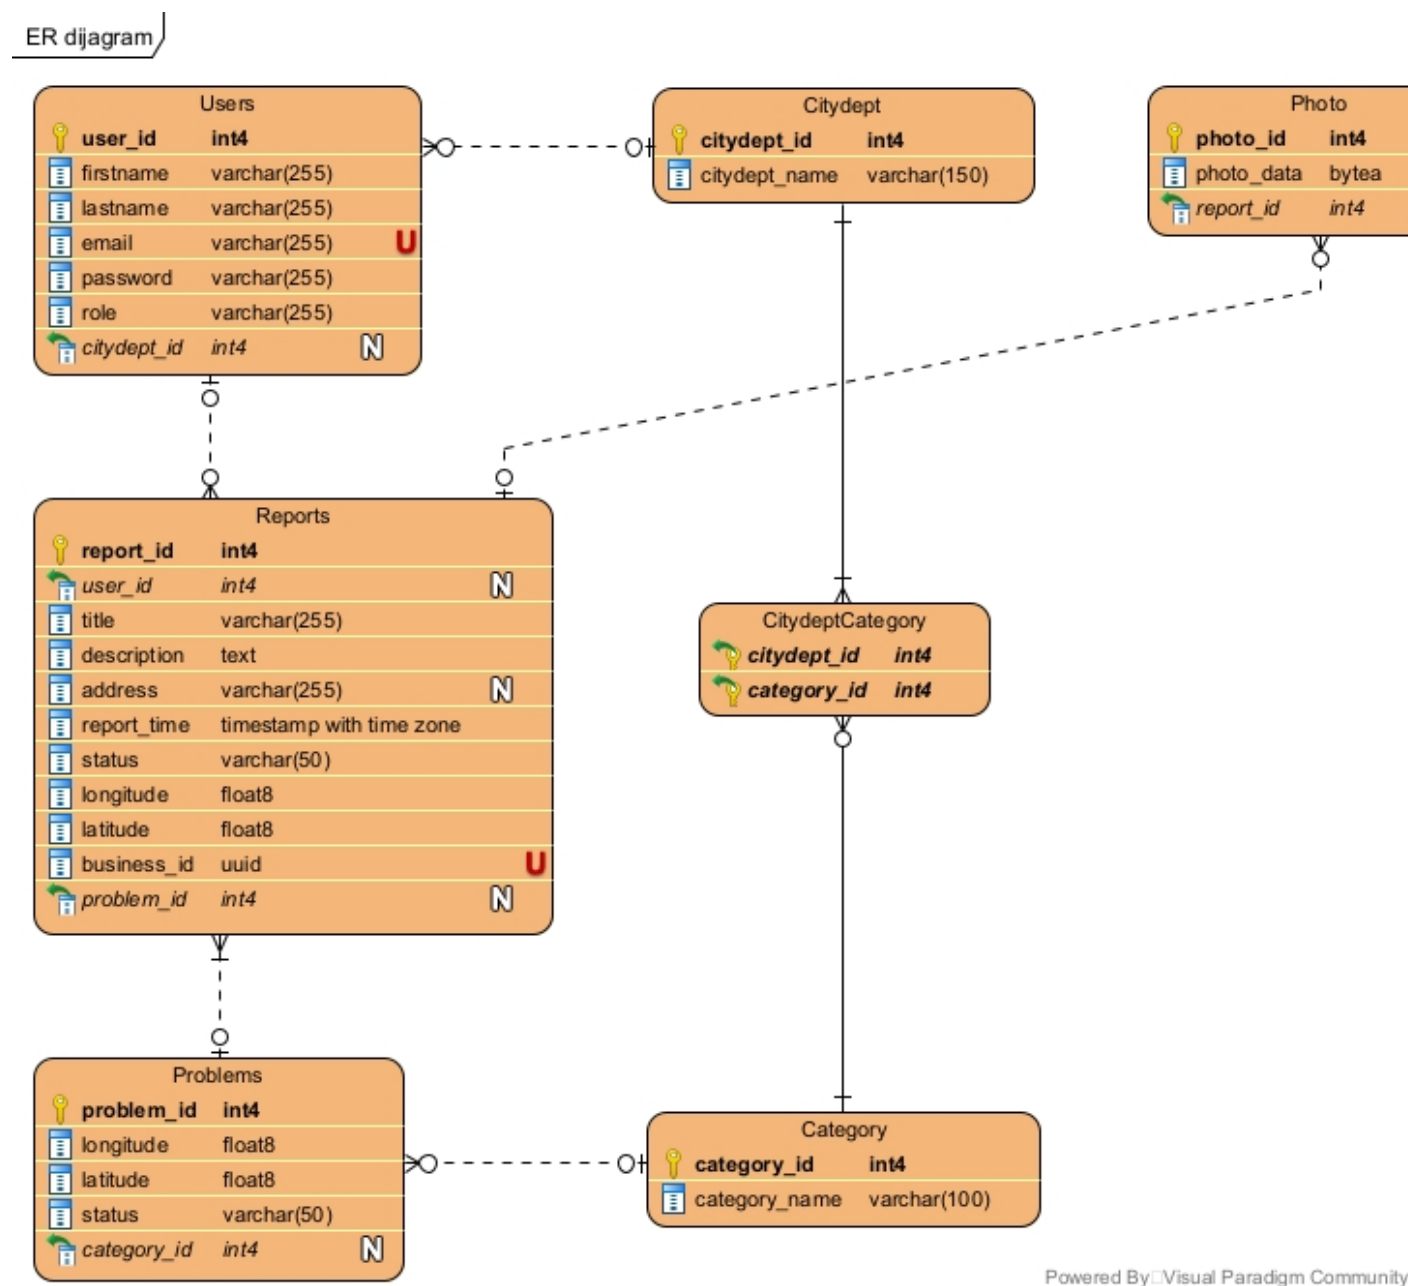 ER dijagram
Users
user_id int4
firstname varchar(255)
lastname varchar(255)
email varchar(255) U
password varchar(255)
role varchar(255)
citydept_id int4 N
Citydept
citydept_id int4
citydept_name varchar(150)
Photo
photo_id int4
photo_data bytea
report_id int4
Reports
report_id int4
user_id int4 N
title varchar(255)
description text
address varchar(255) N
report_time timestamp with time zone
status varchar(50)
longitude float8
latitude float8
business_id uuid U
problem_id int4 N
CitydeptCategory
citydept_id int4
category_id int4
Problems
problem_id int4
longitude float8
latitude float8
status varchar(50)
category_id int4 N
Category
category_id int4
category_name varchar(100)
Powered By Visual Paradigm Community